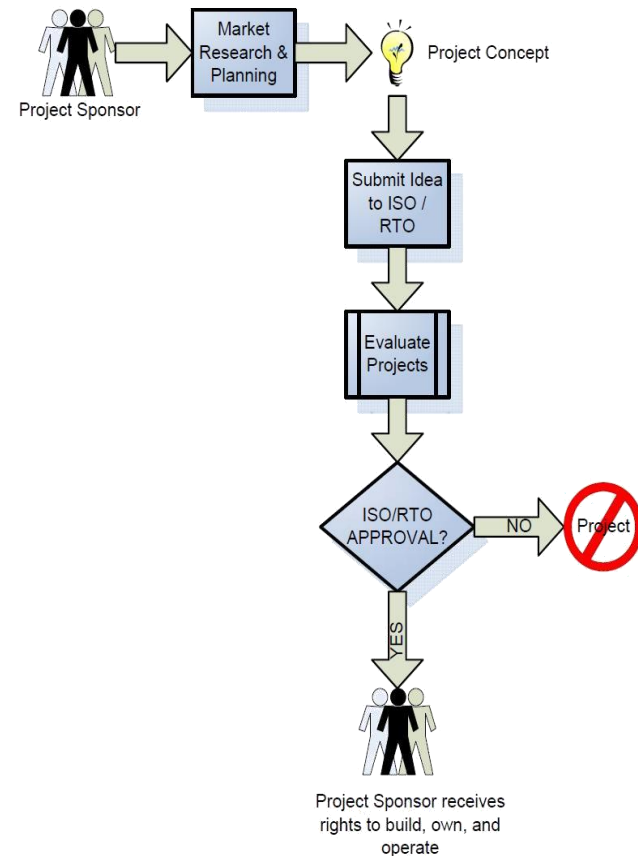 Market
Research &
Planning
Project Concept
Project Sponsor
Submit Idea
to ISO /
RTO
Evaluate
Projects
ISO/RTO
APPROVAL?
NO
Project
YES
Project Sponsor receives
rights to build, own, and
operate